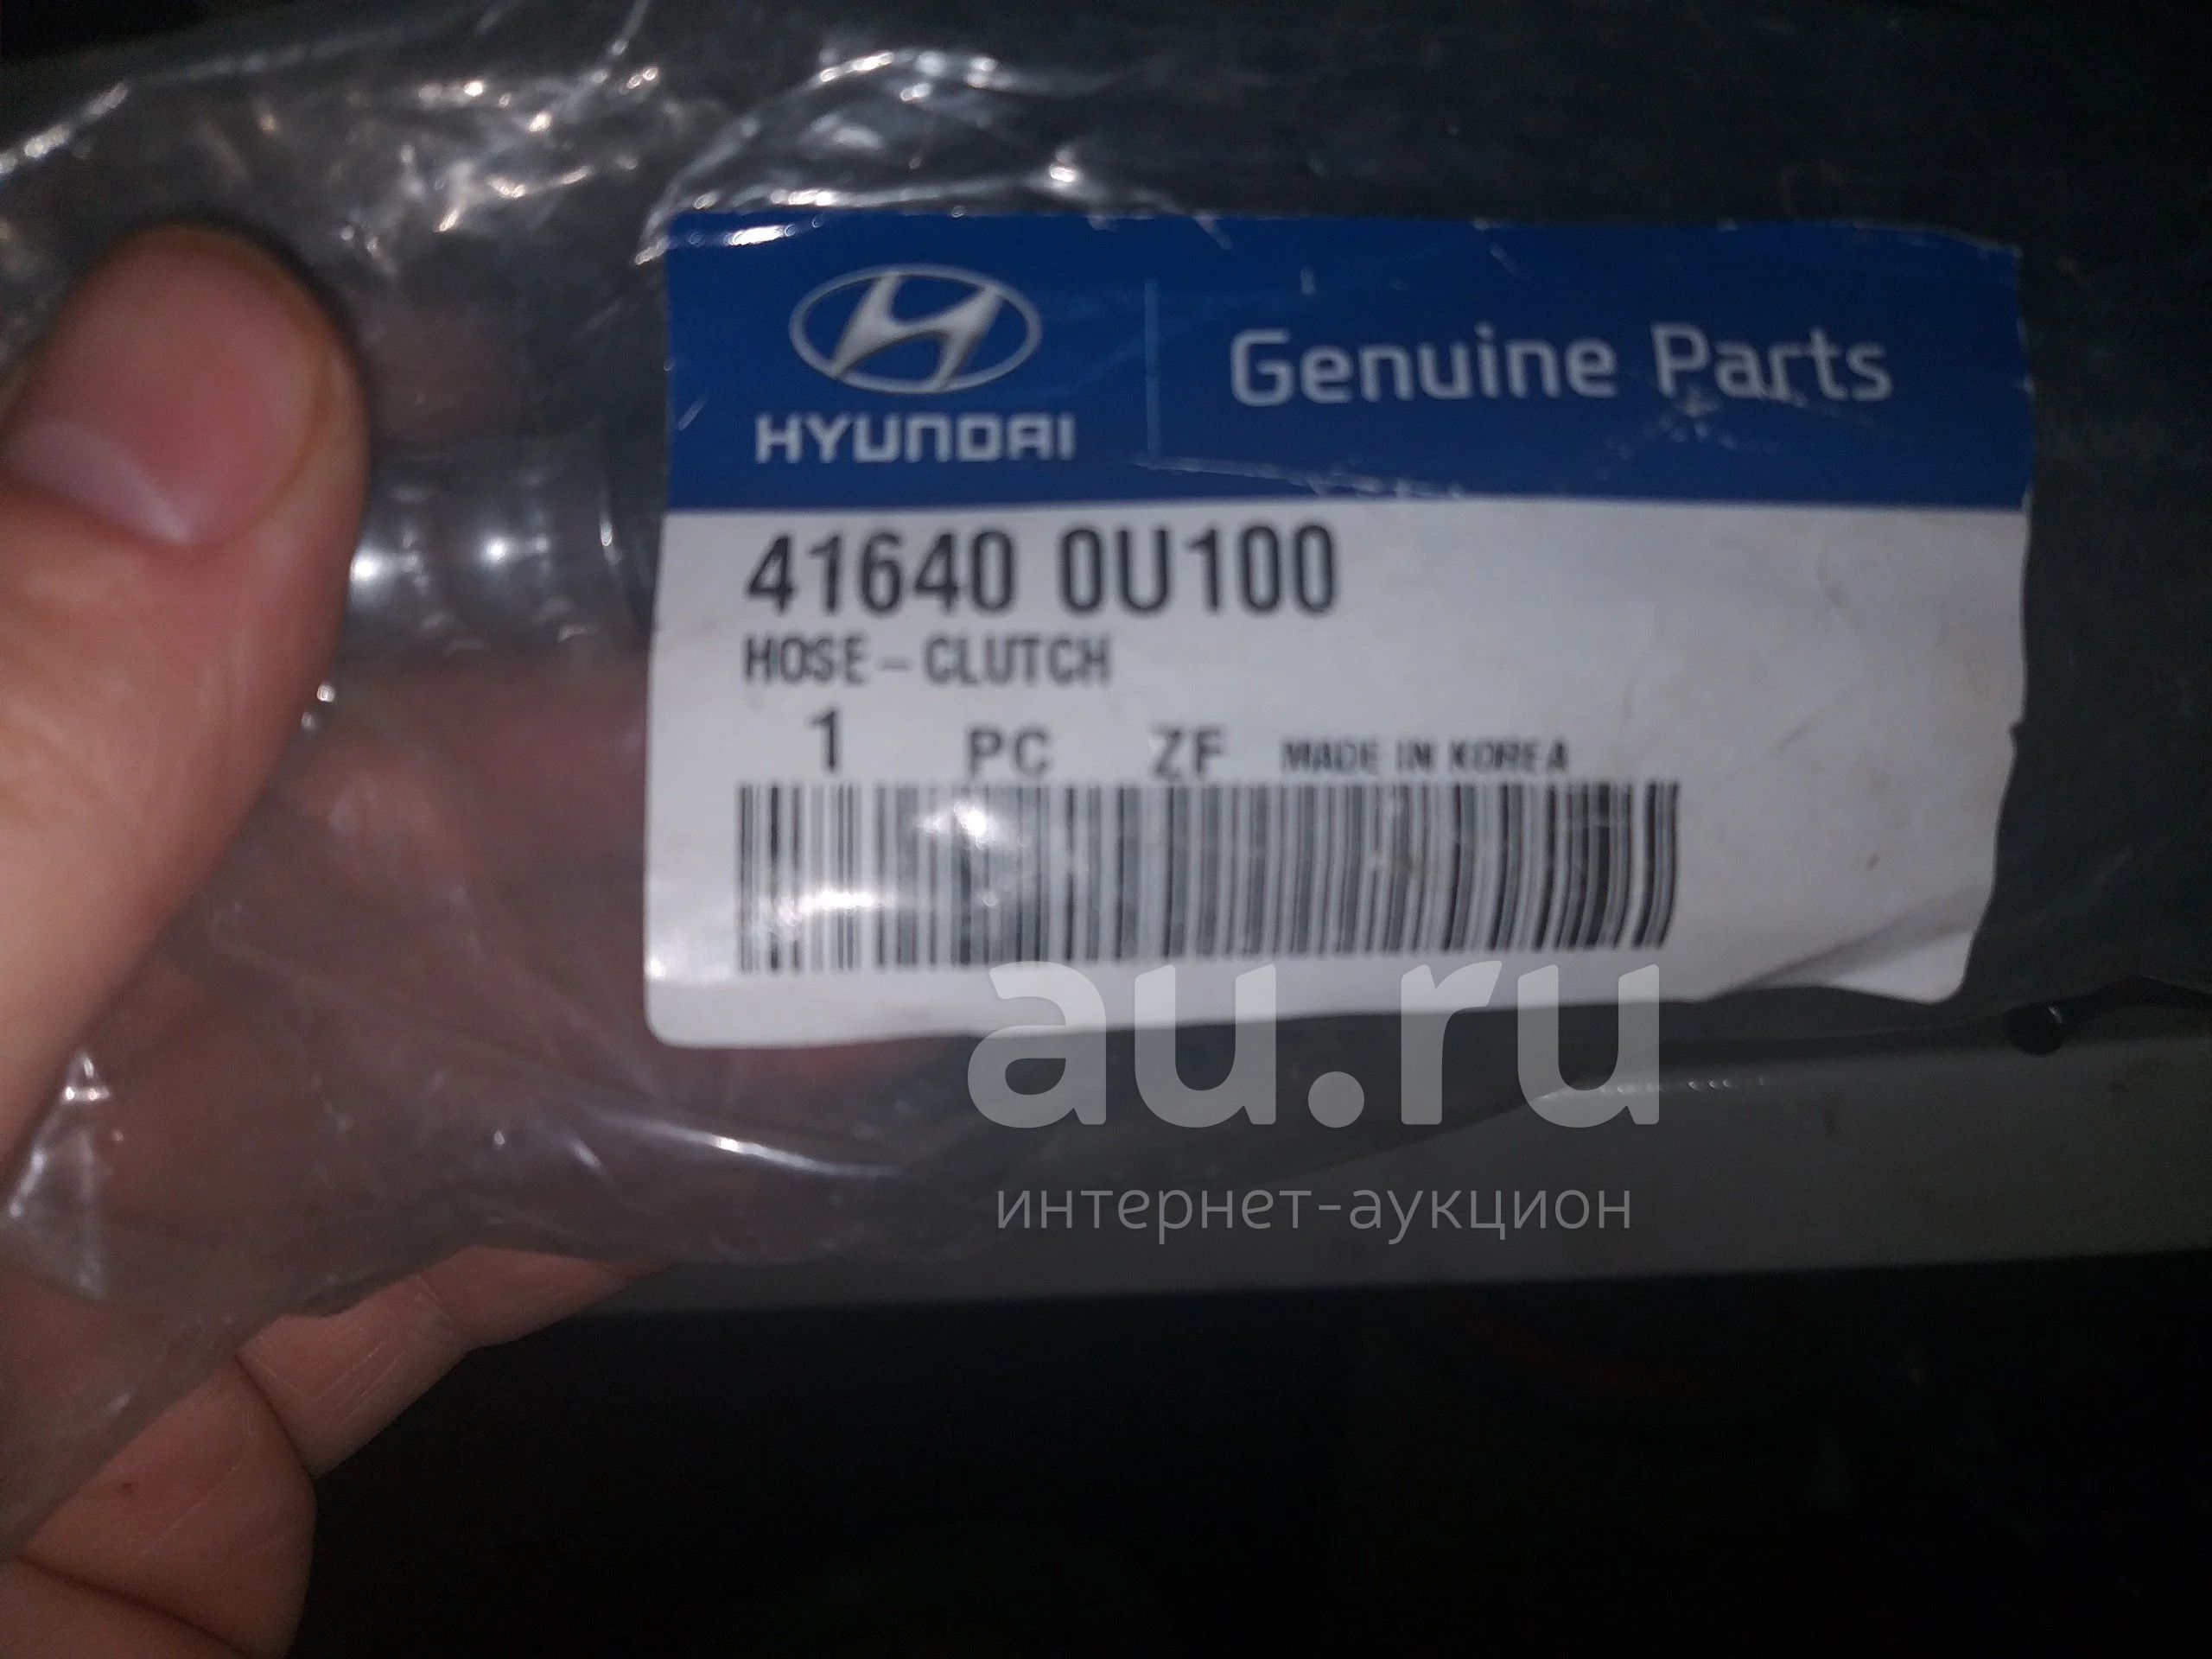 HYUNDAI
Genuine Parts
41640 0U100
HOSE-CLUTCH
1 PC ZF MADE IN KOREA
au.ru
интернет-аукцион